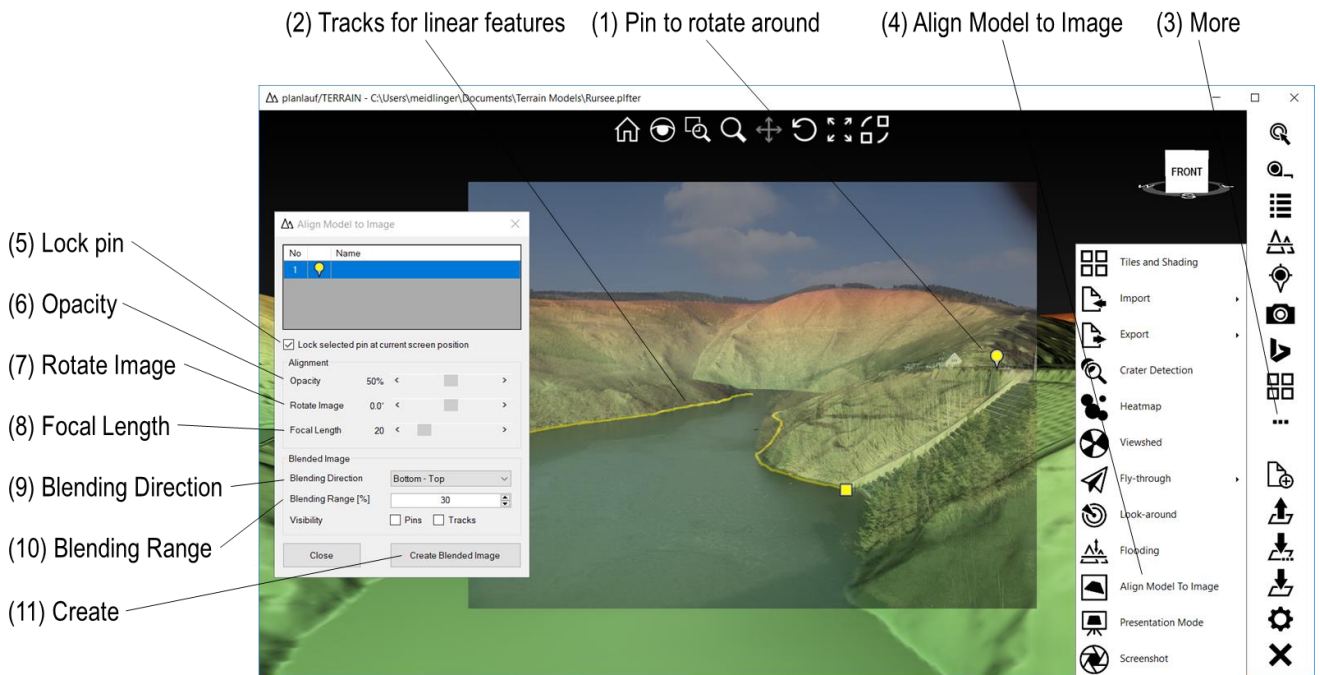 (2) Tracks for linear features (1) Pin to rotate around (4) Align Model to Image (3) More
planlauf/TERRAIN - C:\Users\meidlinger\Documents\Terrain Models\Rursee.plfter
FRONT
S
Align Model to Image
No Name
1
(5) Lock pin
Lock selected pin at current screen position
Alignment
(6) Opacity
Opacity 50%
(7) Rotate Image
Rotate Image 0.0°
(8) Focal Length
Focal Length 20
Blended Image
(9) Blending Direction
Blending Direction Bottom - Top
(10) Blending Range
Blending Range [%] 30
Visibility Pins Tracks
Close Create Blended Image
(11) Create
Tiles and Shading
Import
Export
Crater Detection
Heatmap
Viewshed
Fly-through
Look-around
Flooding
Align Model To Image
Presentation Mode
Screenshot